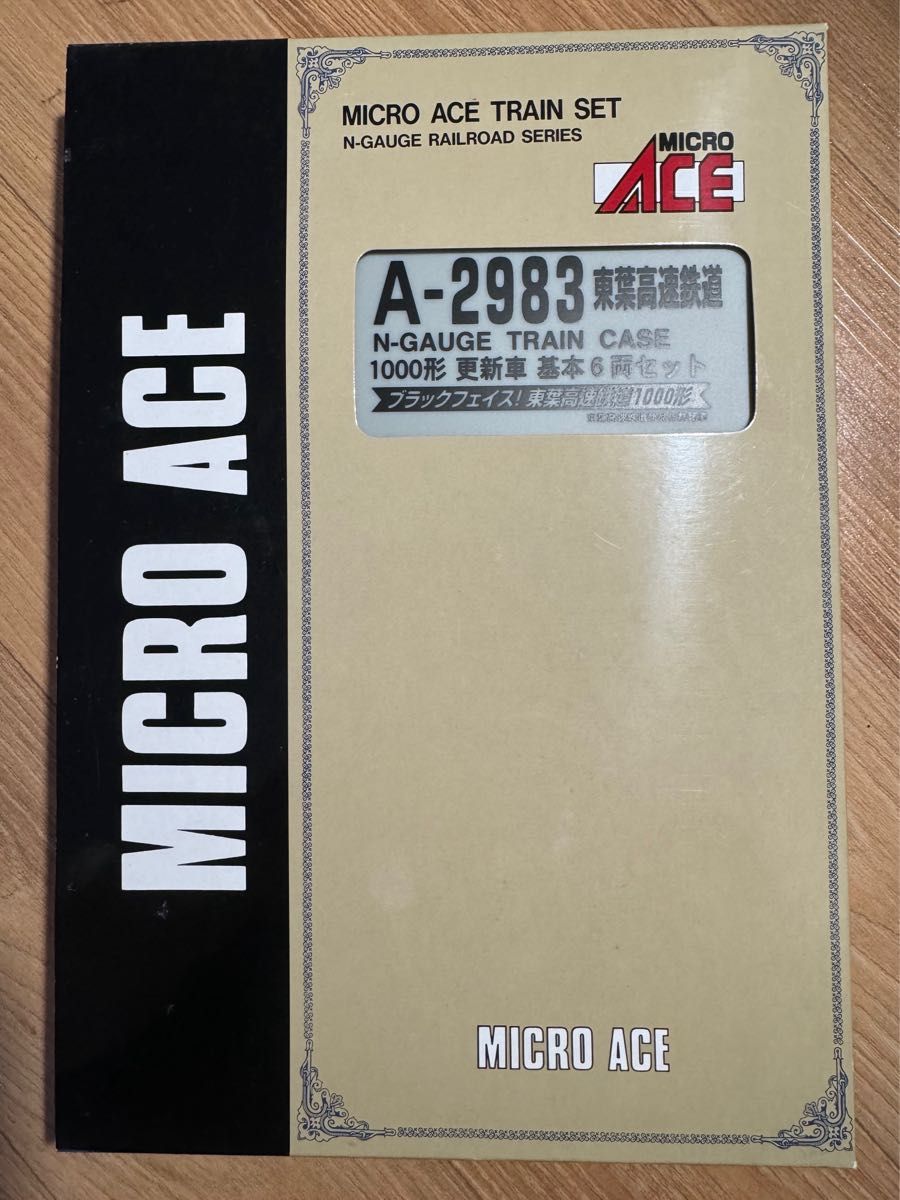 MICRO ACE
MICRO ACE TRAIN SET
N-GAUGE RAILROAD SERIES
MICRO
ACE
A-2983 東葉高速鉄道
N-GAUGE TRAIN CASE
1000形 更新車 基本6両セット
ブラックフェイス!東葉高速鉄道1000形
MICRO ACE